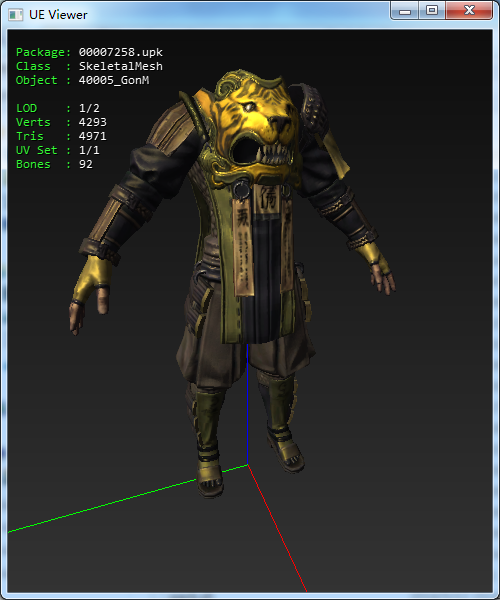 UE Viewer
Package: 00007258.upk
Class : SkeletalMesh
Object : 40005_GonM
LOD : 1/2
Verts : 4293
Tris : 4971
UV Set : 1/1
Bones : 92